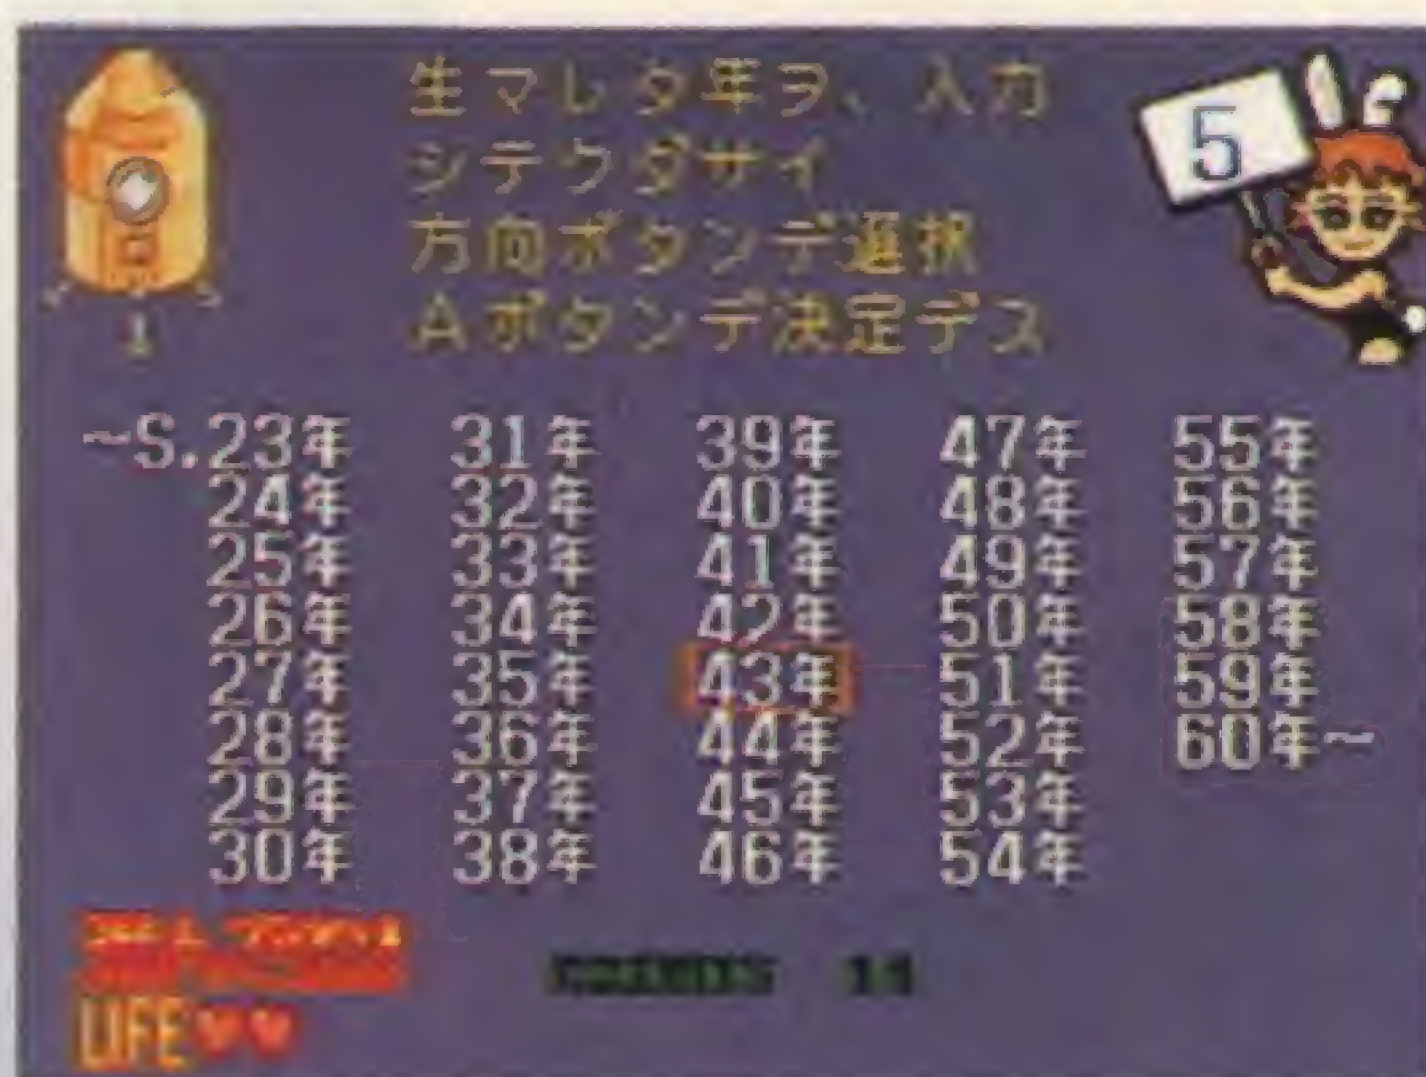 生マレタ年ヲ、入力
シテクダサイ
方向ボタンデ選択
Aボタンデ決定デス
5
1
~S.23年 31年 39年 47年 55年
24年 32年 40年 48年 56年
25年 33年 41年 49年 57年
26年 34年 42年 50年 58年
27年 35年 43年 51年 59年
28年 36年 44年 52年 60年~
29年 37年 45年 53年
30年 38年 46年 54年
LIFE